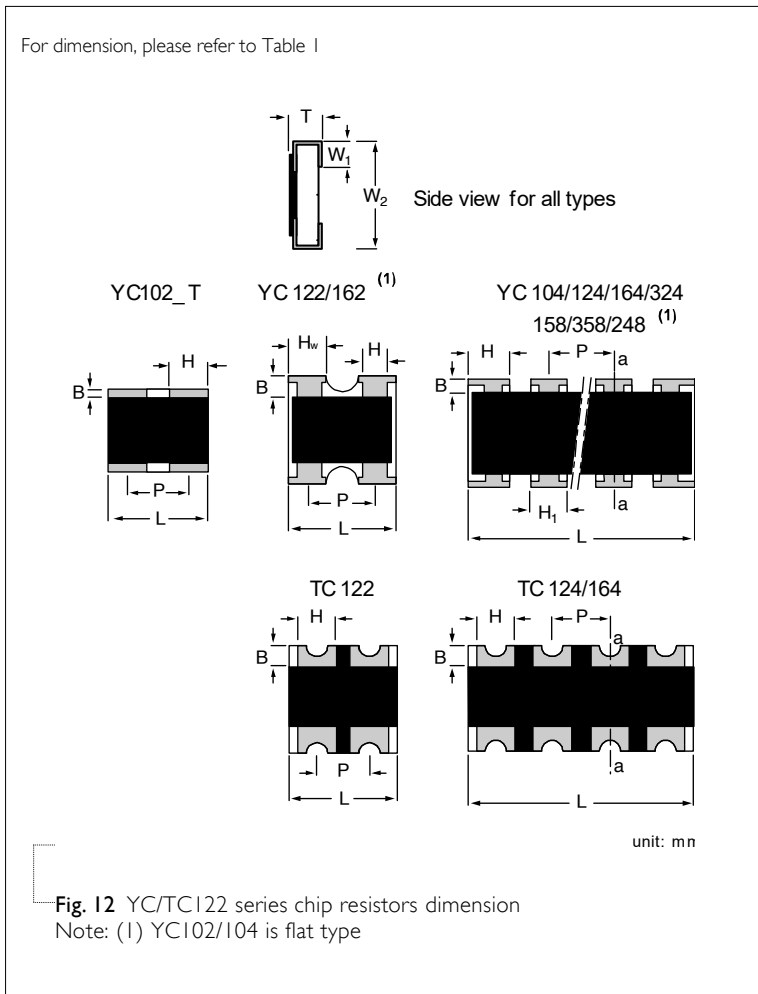 For dimension, please refer to Table 1
T
W1
W2
Side view for all types
YC102_T
YC 122/162 (1)
YC 104/124/164/324
158/358/248 (1)
H
B
P
L
Hw
H
B
P
L
H
P
a
B
H1
a
L
TC 122
TC 124/164
H
B
P
L
H
P
a
B
a
L
unit: mm
Fig. 12 YC/TC122 series chip resistors dimension
Note: (1) YC102/104 is flat type